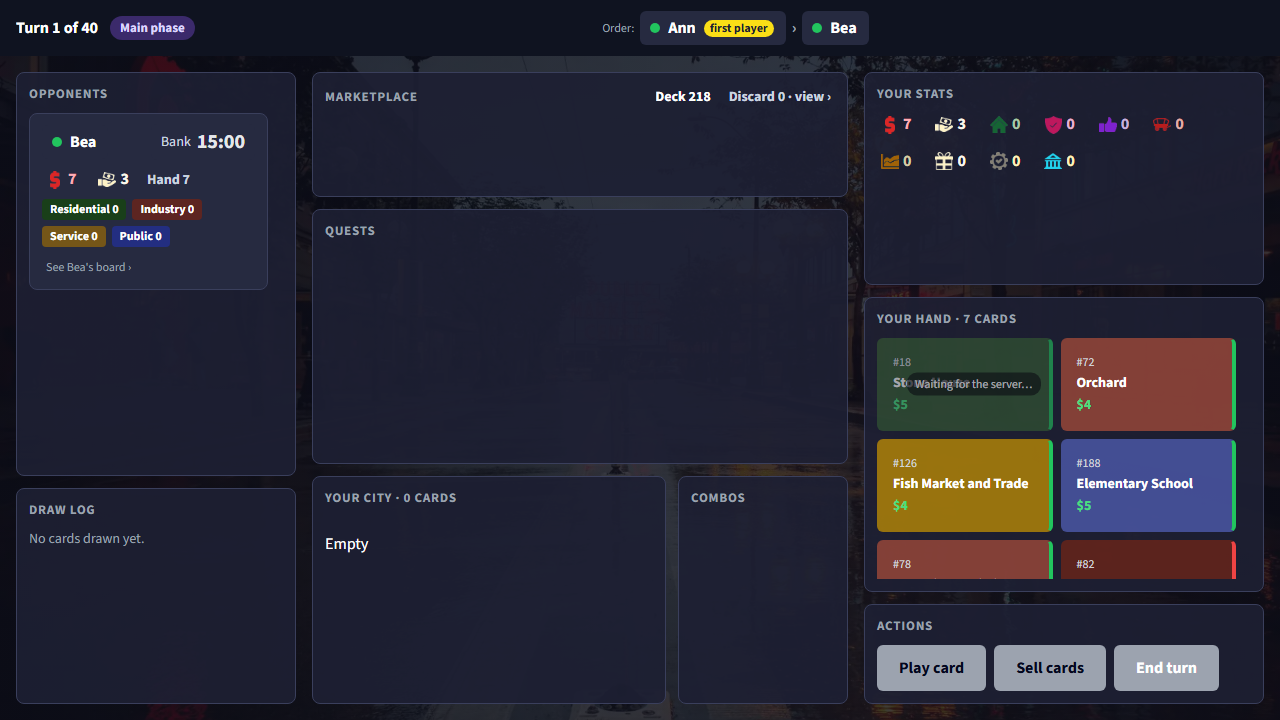 Turn 1 of 40
Main phase
Order:
Ann
first player
›
Bea
OPPONENTS
Bea
Bank 15:00
7
3
Hand 7
Residential 0
Industry 0
Service 0
Public 0
See Bea's board ›
DRAW LOG
No cards drawn yet.
MARKETPLACE
Deck 218
Discard 0 · view ›
QUESTS
YOUR CITY · 0 CARDS
Empty
COMBOS
YOUR STATS
7
3
0
0
0
0
0
0
0
0
YOUR HAND · 7 CARDS
#18
Waiting for the server…
$5
#72
Orchard
$4
#126
Fish Market and Trade
$4
#188
Elementary School
$5
#78
#82
ACTIONS
Play card
Sell cards
End turn